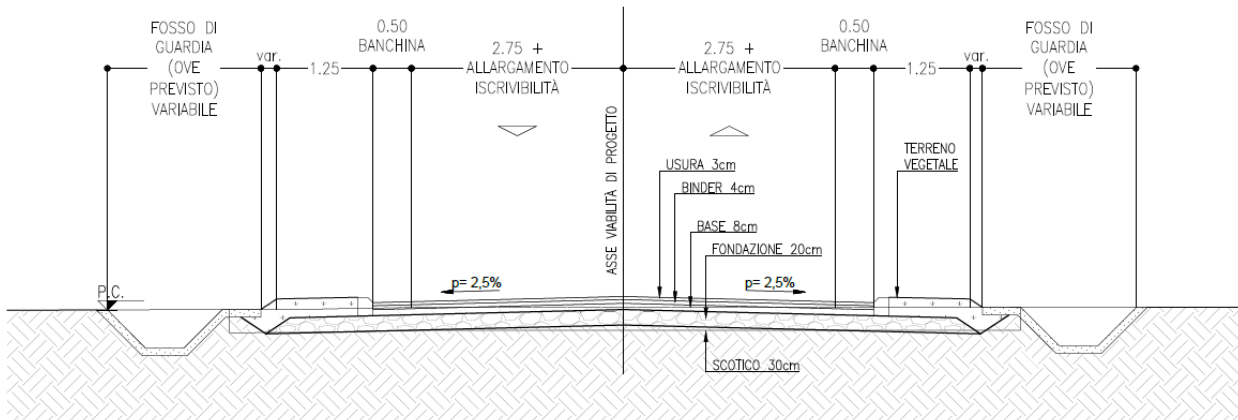 FOSSO DI
GUARDIA
(OVE
PREVISTO)
VARIABILE
var.
1.25
0.50
BANCHINA
2.75 +
ALLARGAMENTO
ISCRIVIBILITÀ
2.75 +
ALLARGAMENTO
ISCRIVIBILITÀ
0.50
BANCHINA
1.25
var.
FOSSO DI
GUARDIA
(OVE
PREVISTO)
VARIABILE
ASSE VIABILITÀ DI PROGETTO
USURA 3cm
BINDER 4cm
BASE 8cm
FONDAZIONE 20cm
TERRENO
VEGETALE
P.C.
p= 2,5%
p= 2,5%
SCOTICO 30cm